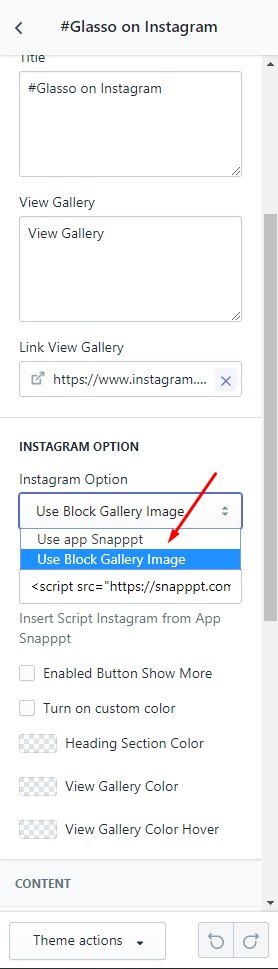 #Glasso on Instagram
Title
#Glasso on Instagram
View Gallery
View Gallery
Link View Gallery
https://www.instagram....
INSTAGRAM OPTION
Instagram Option
Use Block Gallery Image
Use app Snapppt
Use Block Gallery Image
<script src="https://snapppt.com
Insert Script Instagram from App
Snapppt
Enabled Button Show More
Turn on custom color
Heading Section Color
View Gallery Color
View Gallery Color Hover
CONTENT
Theme actions